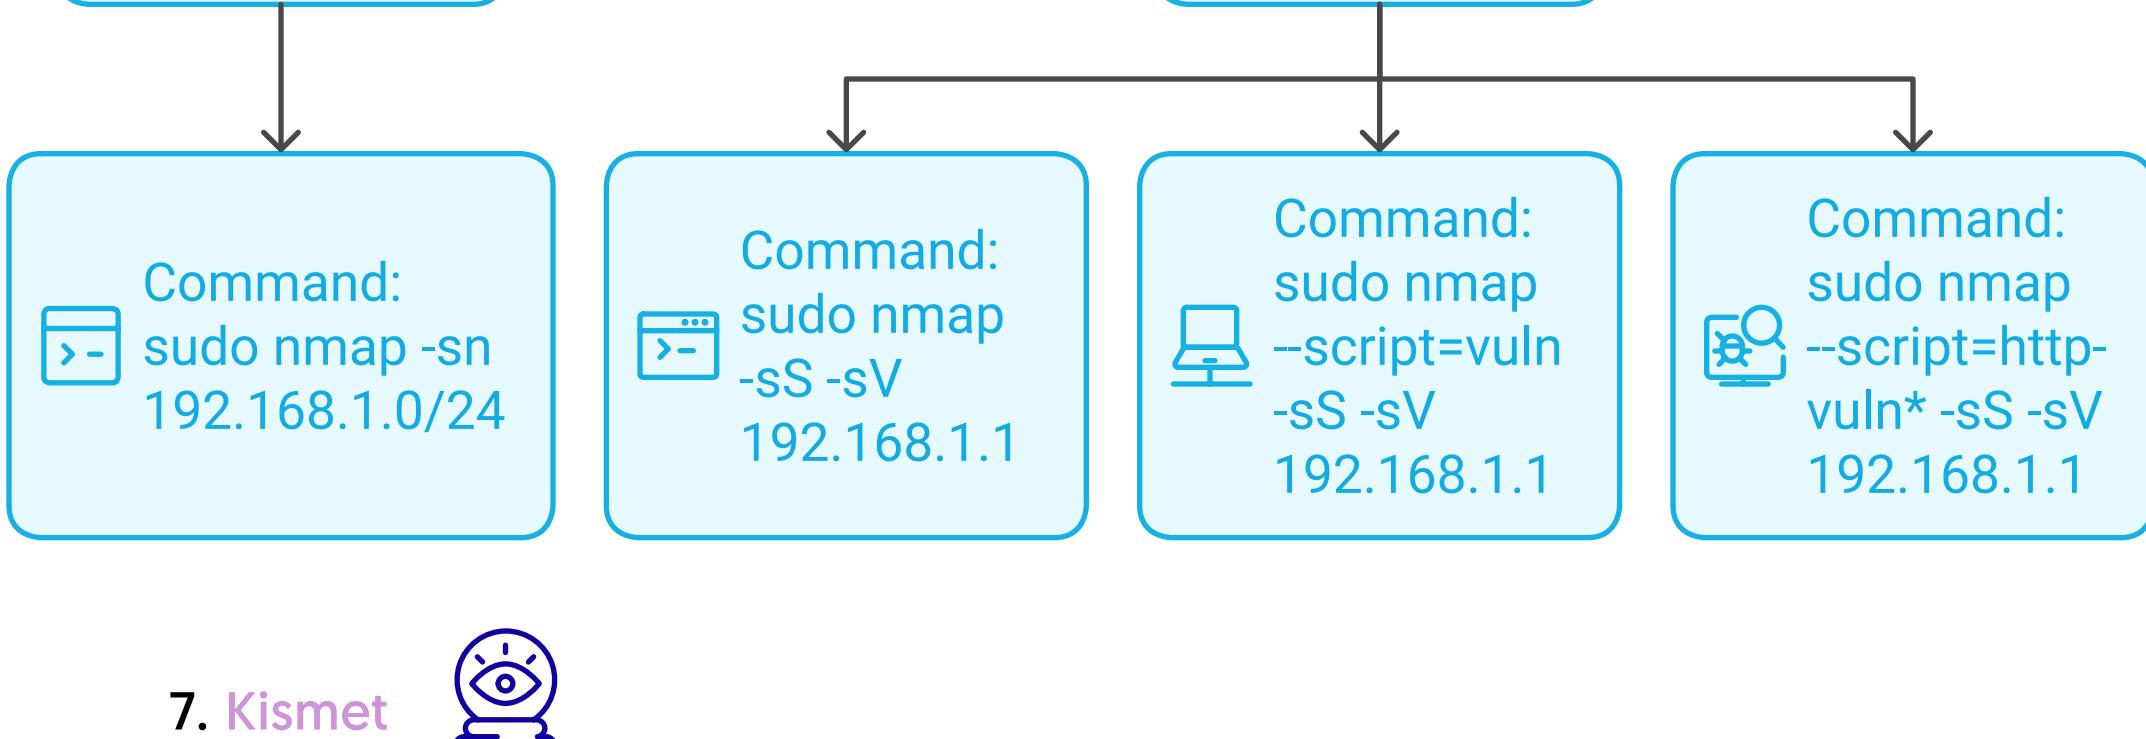 Command:
sudo nmap -sn
192.168.1.0/24
Command:
sudo nmap
-sS -sV
192.168.1.1
Command:
sudo nmap
--script=vuln
-sS -sV
192.168.1.1
Command:
sudo nmap
--script=http-
vuln* -sS -sV
192.168.1.1
7. Kismet